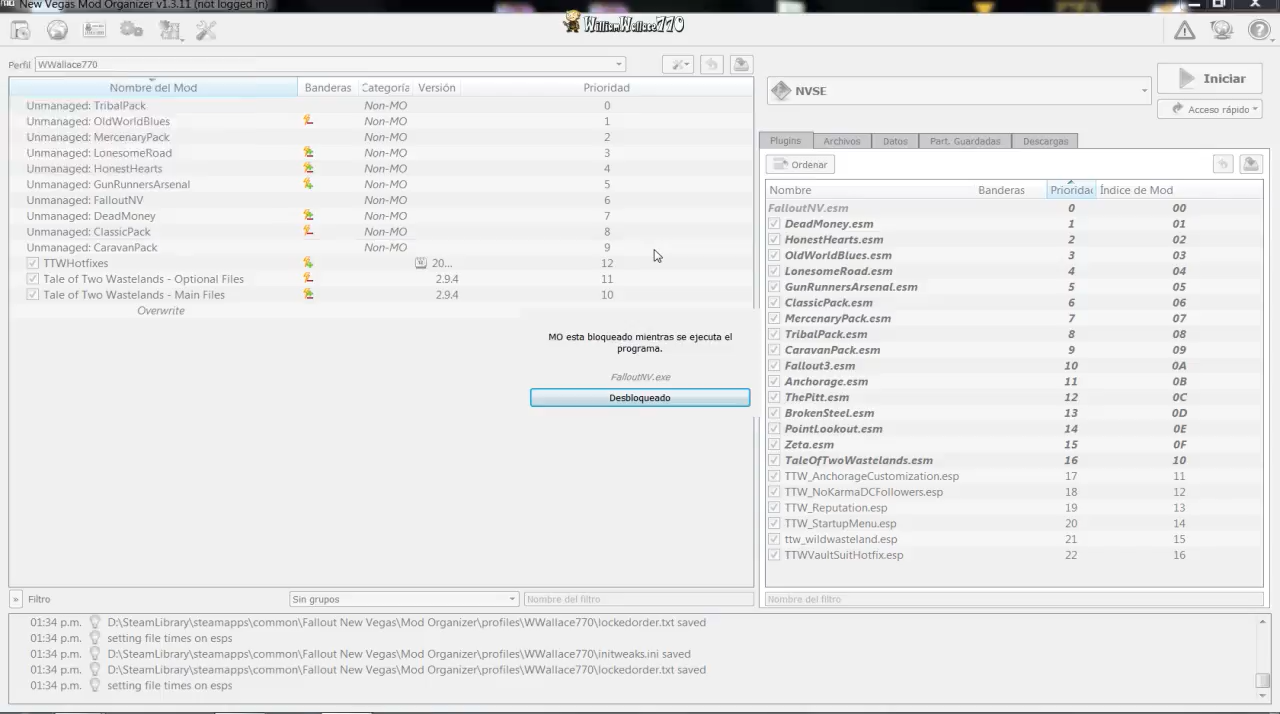 New Vegas Mod Organizer v1.3.11 (not logged in)
WilliamWallace770
Perfil WWallace770
Nombre del Mod Banderas Categoría Versión Prioridad
Unmanaged: TribalPack Non-MO 0
Unmanaged: OldWorldBlues Non-MO 1
Unmanaged: MercenaryPack Non-MO 2
Unmanaged: LonesomeRoad Non-MO 3
Unmanaged: HonestHearts Non-MO 4
Unmanaged: GunRunnersArsenal Non-MO 5
Unmanaged: FalloutNV Non-MO 6
Unmanaged: DeadMoney Non-MO 7
Unmanaged: ClassicPack Non-MO 8
Unmanaged: CaravanPack Non-MO 9
TTWHotfixes 20... 12
Tale of Two Wastelands - Optional Files 2.9.4 11
Tale of Two Wastelands - Main Files 2.9.4 10
Overwrite
MO esta bloqueado mientras se ejecuta el
programa.
FalloutNV.exe
Desbloqueado
» Filtro Sin grupos Nombre del filtro
NVSE
Iniciar
Acceso rápido
Plugins Archivos Datos Part. Guardadas Descargas
Ordenar
Nombre Banderas Prioridad Índice de Mod
FalloutNV.esm 0 00
DeadMoney.esm 1 01
HonestHearts.esm 2 02
OldWorldBlues.esm 3 03
LonesomeRoad.esm 4 04
GunRunnersArsenal.esm 5 05
ClassicPack.esm 6 06
MercenaryPack.esm 7 07
TribalPack.esm 8 08
CaravanPack.esm 9 09
Fallout3.esm 10 0A
Anchorage.esm 11 0B
ThePitt.esm 12 0C
BrokenSteel.esm 13 0D
PointLookout.esm 14 0E
Zeta.esm 15 0F
TaleOfTwoWastelands.esm 16 10
TTW_AnchorageCustomization.esp 17 11
TTW_NoKarmaDCFollowers.esp 18 12
TTW_Reputation.esp 19 13
TTW_StartupMenu.esp 20 14
ttw_wildwasteland.esp 21 15
TTWVaultSuitHotfix.esp 22 16
Nombre del filtro
01:34 p.m. D:\SteamLibrary\steamapps\common\Fallout New Vegas\Mod Organizer\profiles\WWallace770\lockedorder.txt saved
01:34 p.m. setting file times on esps
01:34 p.m. D:\SteamLibrary\steamapps\common\Fallout New Vegas\Mod Organizer\profiles\WWallace770\initweaks.ini saved
01:34 p.m. D:\SteamLibrary\steamapps\common\Fallout New Vegas\Mod Organizer\profiles\WWallace770\lockedorder.txt saved
01:34 p.m. setting file times on esps